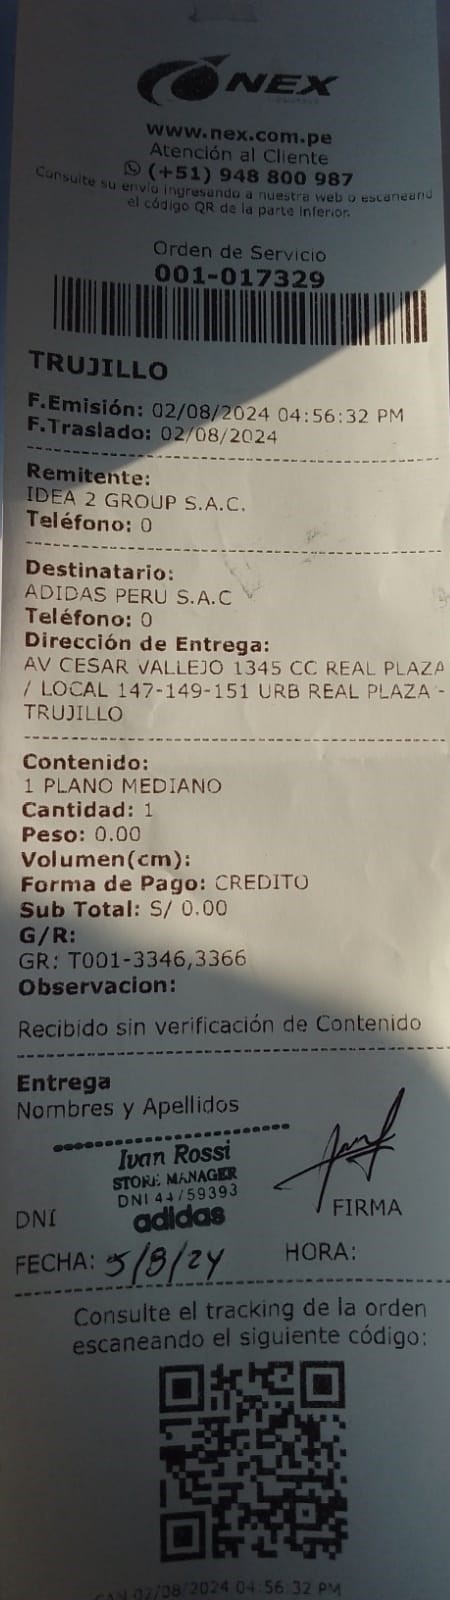 NEX
www.nex.com.pe
Atención al Cliente
(+51) 948 800 987
Consulte su envío ingresando a nuestra web o escaneand
el código QR de la parte inferior.
Orden de Servicio
001-017329
TRUJILLO
F.Emisión: 02/08/2024 04:56:32 PM
F.Traslado: 02/08/2024
Remitente:
IDEA 2 GROUP S.A.C.
Teléfono: 0
Destinatario:
ADIDAS PERU S.A.C
Teléfono: 0
Dirección de Entrega:
AV CESAR VALLEJO 1345 CC REAL PLAZA
/ LOCAL 147-149-151 URB REAL PLAZA -
TRUJILLO
Contenido:
1 PLANO MEDIANO
Cantidad: 1
Peso: 0.00
Volumen(cm):
Forma de Pago: CREDITO
Sub Total: S/ 0.00
G/R:
GR: T001-3346,3366
Observacion:
Recibido sin verificación de Contenido
Entrega
Nombres y Apellidos
Ivan Rossi
STORE MANAGER
DNI 44759393
adidas
DNI
FIRMA
FECHA: 5/8/24 HORA:
Consulte el tracking de la orden
escaneando el siguiente código:
02/08/2024 04:56:32 PM